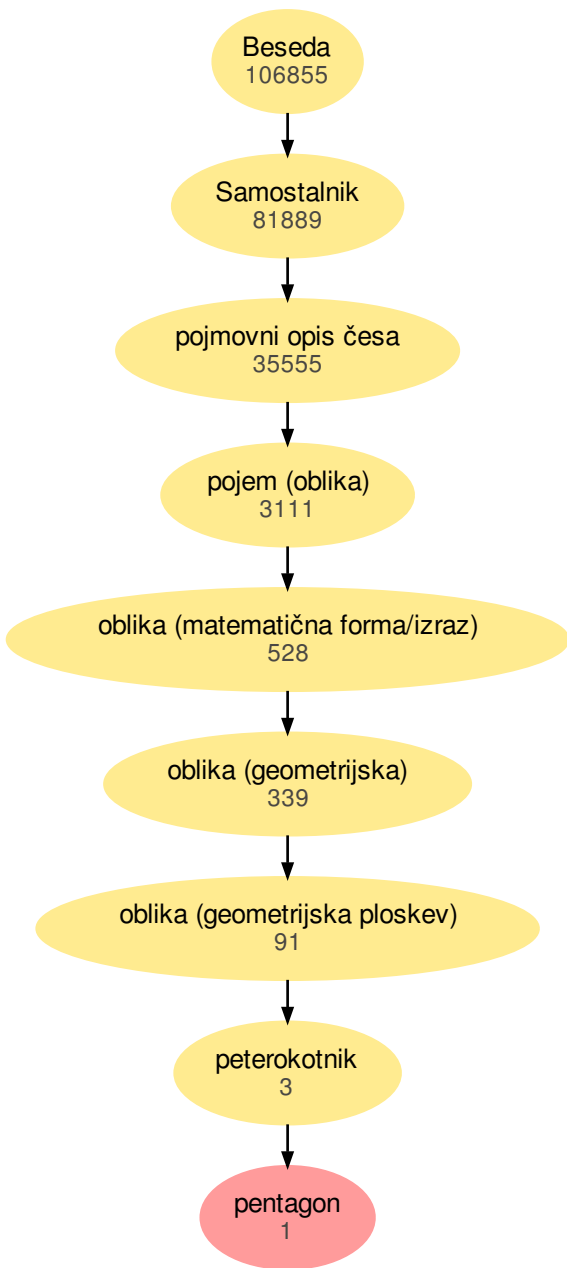 Beseda
106855
Samostalnik
81889
pojmovni opis česa
35555
pojem (oblika)
3111
oblika (matematična forma/izraz)
528
oblika (geometrijska)
339
oblika (geometrijska ploskev)
91
peterokotnik
3
pentagon
1